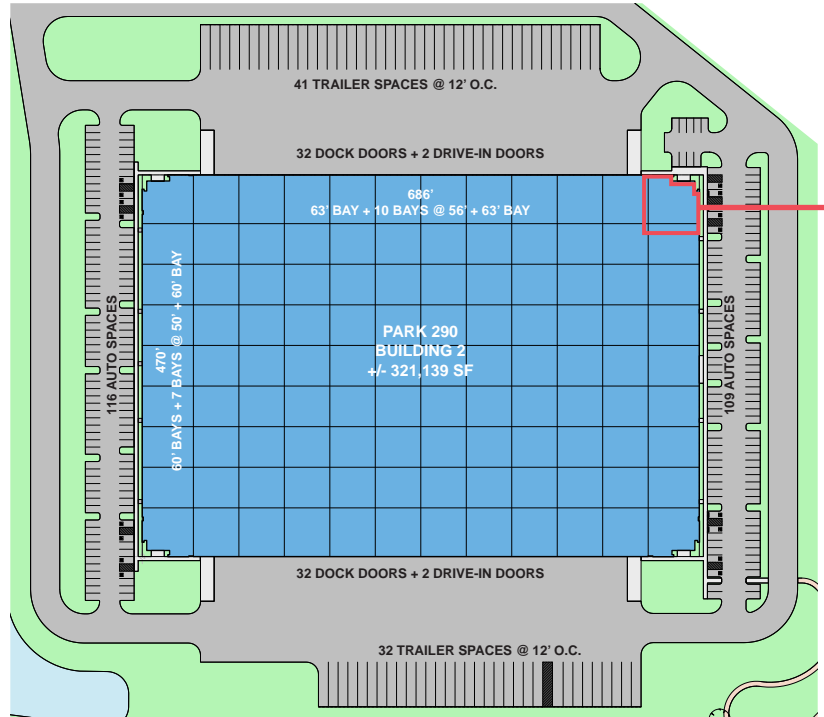 41 TRAILER SPACES @ 12' O.C.
32 DOCK DOORS + 2 DRIVE-IN DOORS
686'
63' BAY + 10 BAYS @ 56' + 63' BAY
470'
60' BAYS + 7 BAYS @ 50' + 60' BAY
116 AUTO SPACES
PARK 290
BUILDING 2
+/- 321,139 SF
109 AUTO SPACES
32 DOCK DOORS + 2 DRIVE-IN DOORS
32 TRAILER SPACES @ 12' O.C.